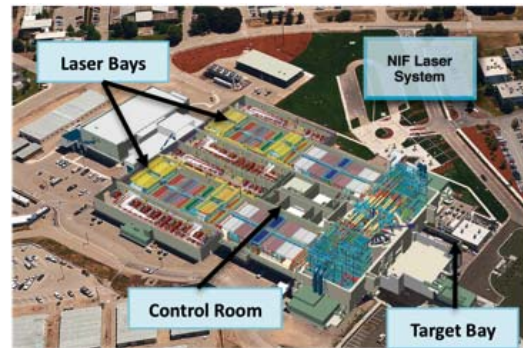 Laser Bays
NIF Laser
System
Control Room
Target Bay